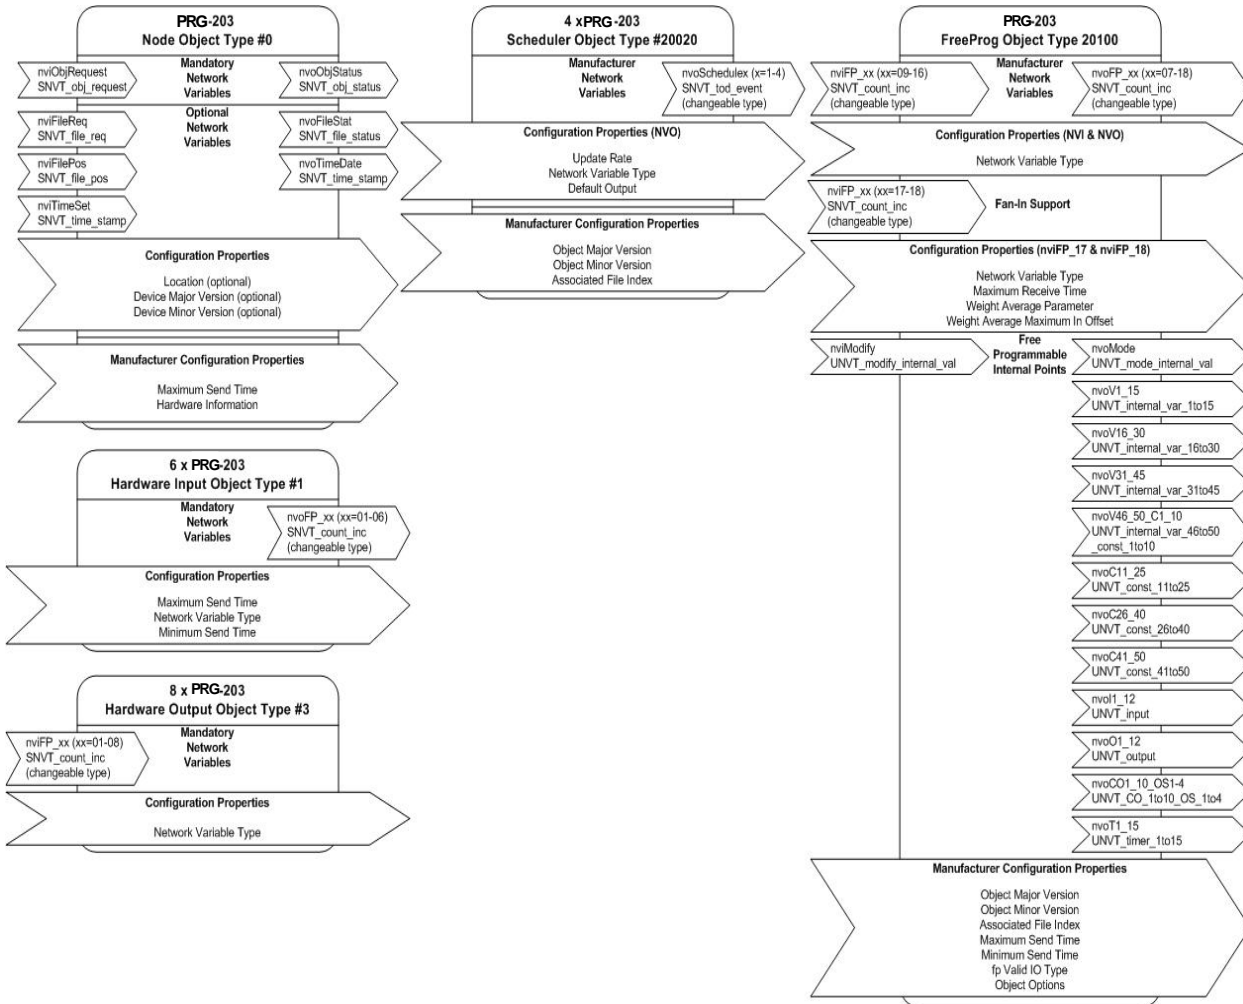 PRG-203
Node Object Type #0
Mandatory
Network
Variables
nviObjRequest
SNVT_obj_request
nvoObjStatus
SNVT_obj_status
Optional
Network
Variables
nviFileReq
SNVT_file_req
nvoFileStat
SNVT_file_status
nviFilePos
SNVT_file_pos
nvoTimeDate
SNVT_time_stamp
nviTimeSet
SNVT_time_stamp
Configuration Properties
Location (optional)
Device Major Version (optional)
Device Minor Version (optional)
Manufacturer Configuration Properties
Maximum Send Time
Hardware Information
6 x PRG-203
Hardware Input Object Type #1
Mandatory
Network
Variables
nvoFP_xx (xx=01-06)
SNVT_count_inc
(changeable type)
Configuration Properties
Maximum Send Time
Network Variable Type
Minimum Send Time
8 x PRG-203
Hardware Output Object Type #3
Mandatory
Network
Variables
nviFP_xx (xx=01-08)
SNVT_count_inc
(changeable type)
Configuration Properties
Network Variable Type
4 xPRG-203
Scheduler Object Type #20020
Manufacturer
Network
Variables
nvoSchedulex (x=1-4)
SNVT_tod_event
(changeable type)
Configuration Properties (NVO)
Update Rate
Network Variable Type
Default Output
Manufacturer Configuration Properties
Object Major Version
Object Minor Version
Associated File Index
PRG-203
FreeProg Object Type 20100
nviFP_xx (xx=09-16)
SNVT_count_inc
(changeable type)
Manufacturer
Network
Variables
nvoFP_xx (xx=07-18)
SNVT_count_inc
(changeable type)
Configuration Properties (NVI & NVO)
Network Variable Type
nviFP_xx (xx=17-18)
SNVT_count_inc
(changeable type)
Fan-In Support
Configuration Properties (nviFP_17 & nviFP_18)
Network Variable Type
Maximum Receive Time
Weight Average Parameter
Weight Average Maximum In Offset
nviModify
UNVT_modify_internal_val
Free
Programmable
Internal Points
nvoMode
UNVT_mode_internal_val
nvoV1_15
UNVT_internal_var_1to15
nvoV16_30
UNVT_internal_var_16to30
nvoV31_45
UNVT_internal_var_31to45
nvoV46_50_C1_10
UNVT_internal_var_46to50
_const_1to10
nvoC11_25
UNVT_const_11to25
nvoC26_40
UNVT_const_26to40
nvoC41_50
UNVT_const_41to50
nvoI1_12
UNVT_input
nvoO1_12
UNVT_output
nvoCO1_10_OS1-4
UNVT_CO_1to10_OS_1to4
nvoT1_15
UNVT_timer_1to15
Manufacturer Configuration Properties
Object Major Version
Object Minor Version
Associated File Index
Maximum Send Time
Minimum Send Time
fp Valid IO Type
Object Options